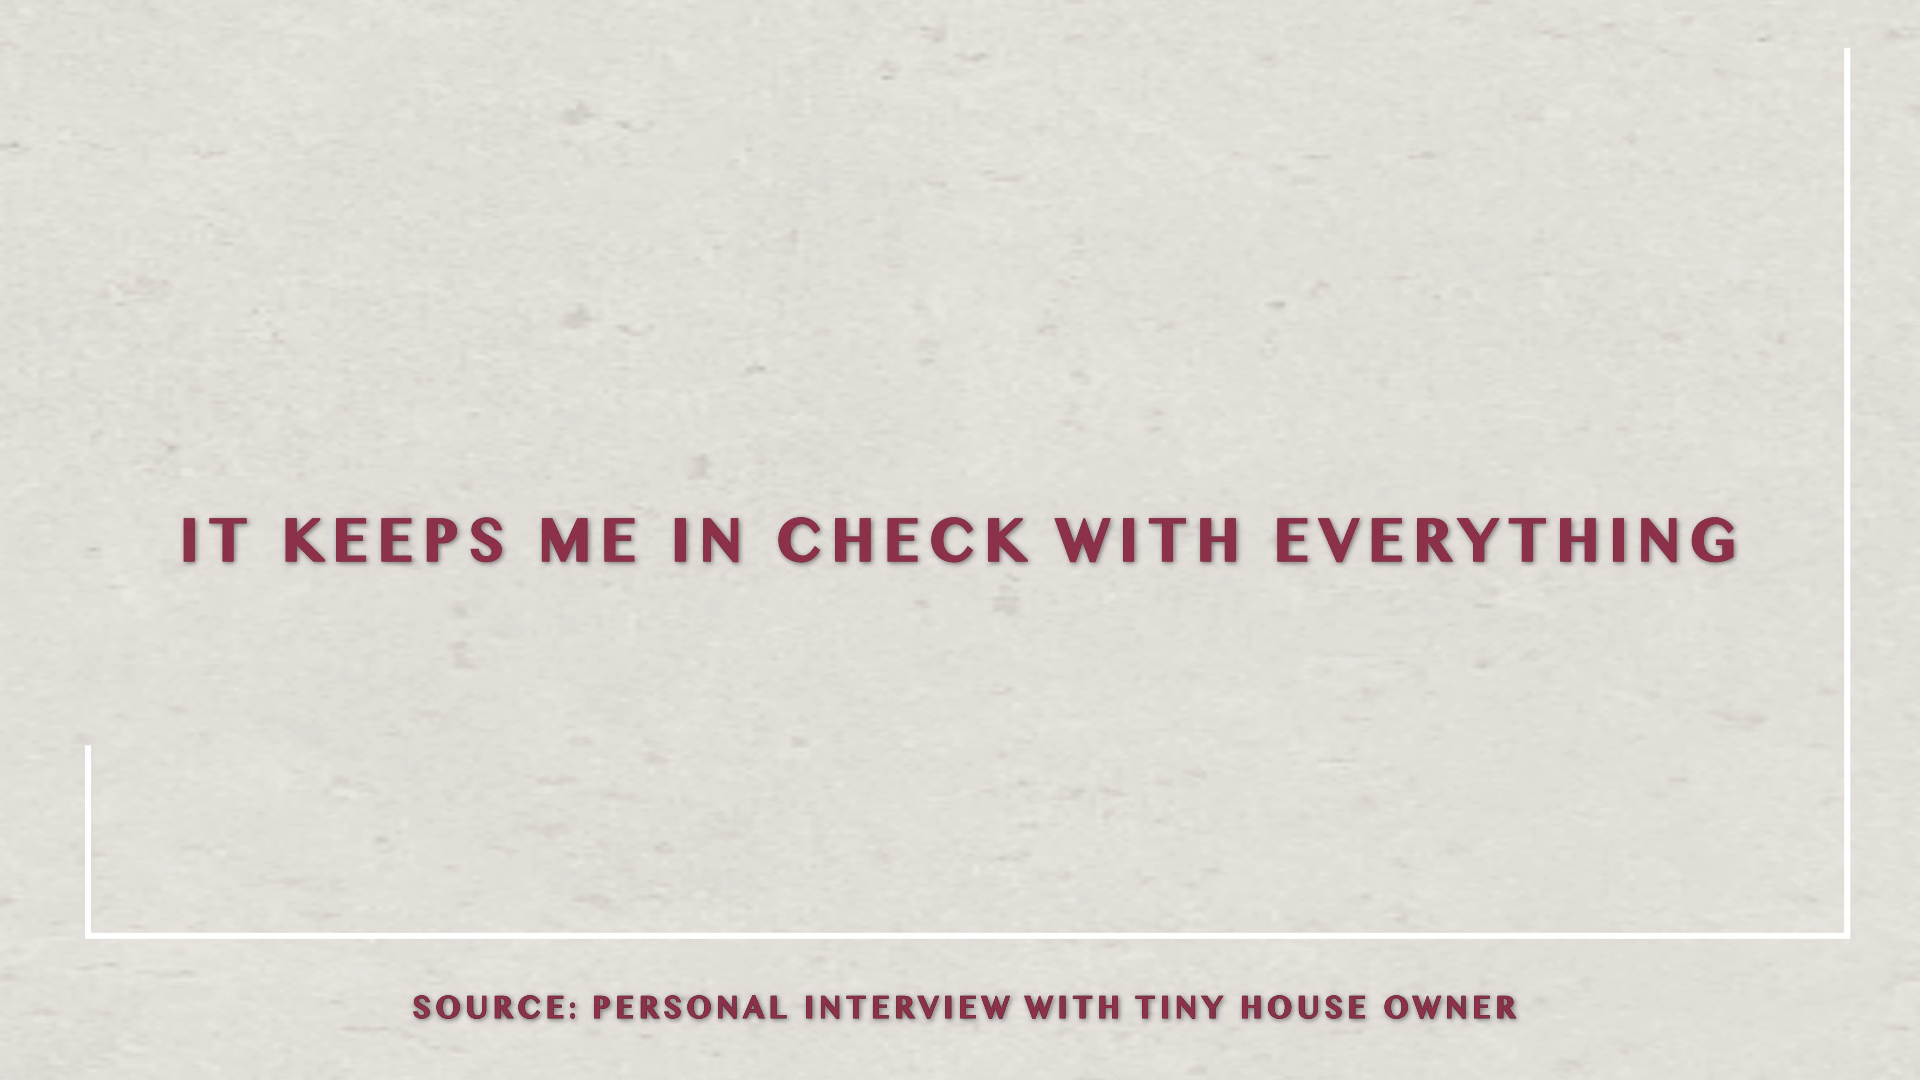 IT KEEPS ME IN CHECK WITH EVERYTHING
SOURCE: PERSONAL INTERVIEW WITH TINY HOUSE OWNER